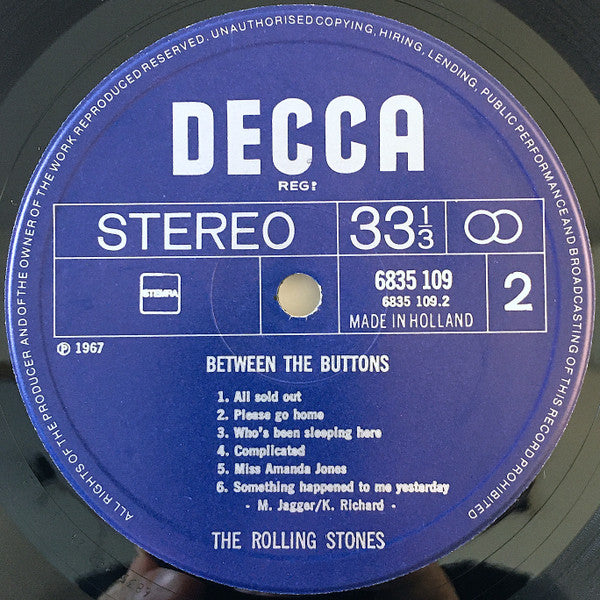 ALL RIGHTS OF THE PRODUCER AND OF THE OWNER OF THE WORK REPRODUCED RESERVED. UNAUTHORISED COPYING, HIRING, LENDING, PUBLIC PERFORMANCE AND BROADCASTING OF THIS RECORD PROHIBITED
DECCA
REG!
STEREO 33 1/3
STEMRA
6835 109
6835 109.2
MADE IN HOLLAND
2
℗ 1967
BETWEEN THE BUTTONS
1. All sold out
2. Please go home
3. Who's been sleeping here
4. Complicated
5. Miss Amanda Jones
6. Something happened to me yesterday
- M. Jagger/K. Richard -
THE ROLLING STONES